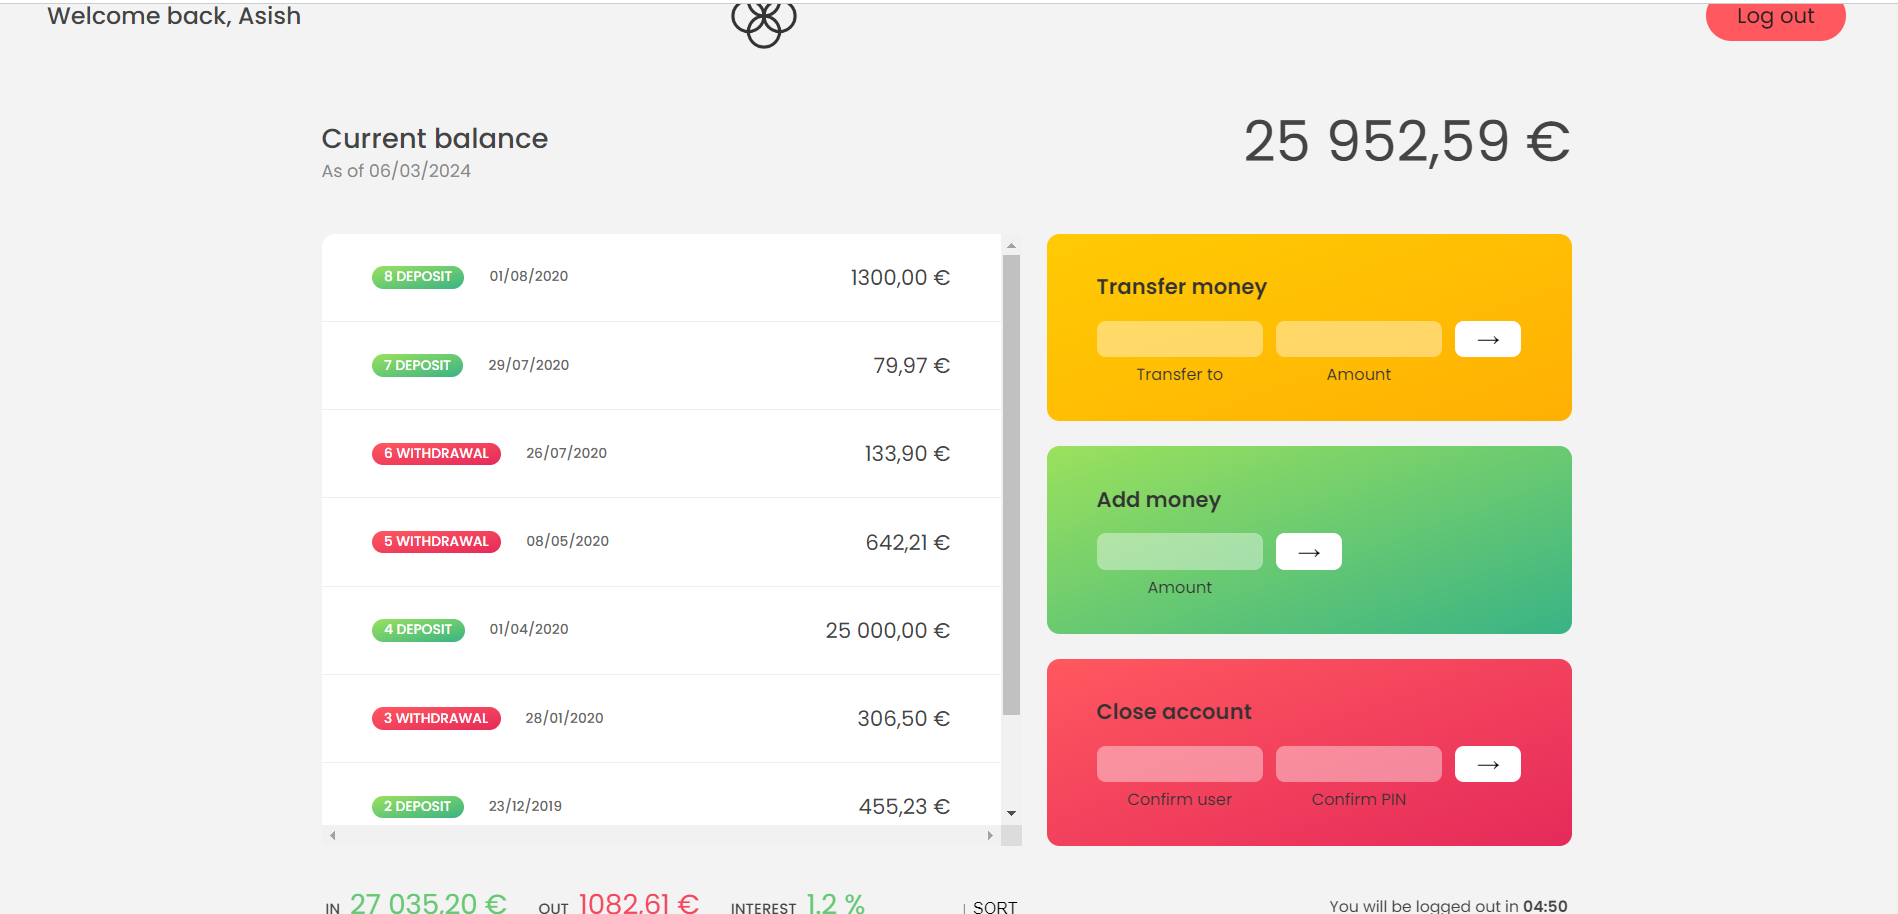 Welcome back, Asish
Log out
Current balance
As of 06/03/2024
25 952,59 €
8 DEPOSIT 01/08/2020 1300,00 €
7 DEPOSIT 29/07/2020 79,97 €
6 WITHDRAWAL 26/07/2020 133,90 €
5 WITHDRAWAL 08/05/2020 642,21 €
4 DEPOSIT 01/04/2020 25 000,00 €
3 WITHDRAWAL 28/01/2020 306,50 €
2 DEPOSIT 23/12/2019 455,23 €
Transfer money
→
Transfer to Amount
Add money
→
Amount
Close account
→
Confirm user Confirm PIN
IN 27 035,20 € OUT 1082,61 € INTEREST 1,2 % | SORT
You will be logged out in 04:50